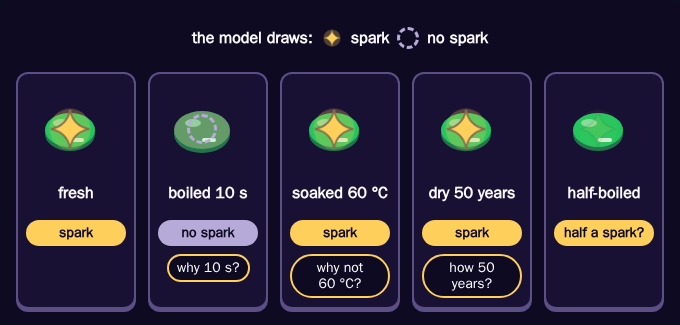 the model draws: spark no spark
fresh
spark
boiled 10 s
no spark
why 10 s?
soaked 60 °C
spark
why not
60 °C?
dry 50 years
spark
how 50
years?
half-boiled
half a spark?